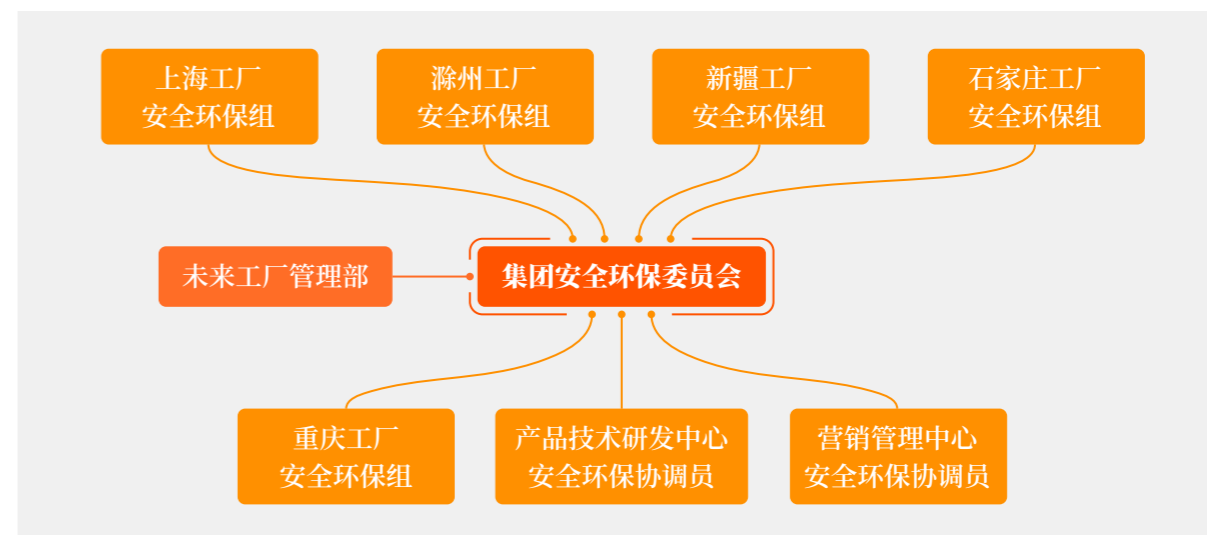 上海工厂
安全环保组
滁州工厂
安全环保组
新疆工厂
安全环保组
石家庄工厂
安全环保组
未来工厂管理部
集团安全环保委员会
重庆工厂
安全环保组
产品技术研发中心
安全环保协调员
营销管理中心
安全环保协调员